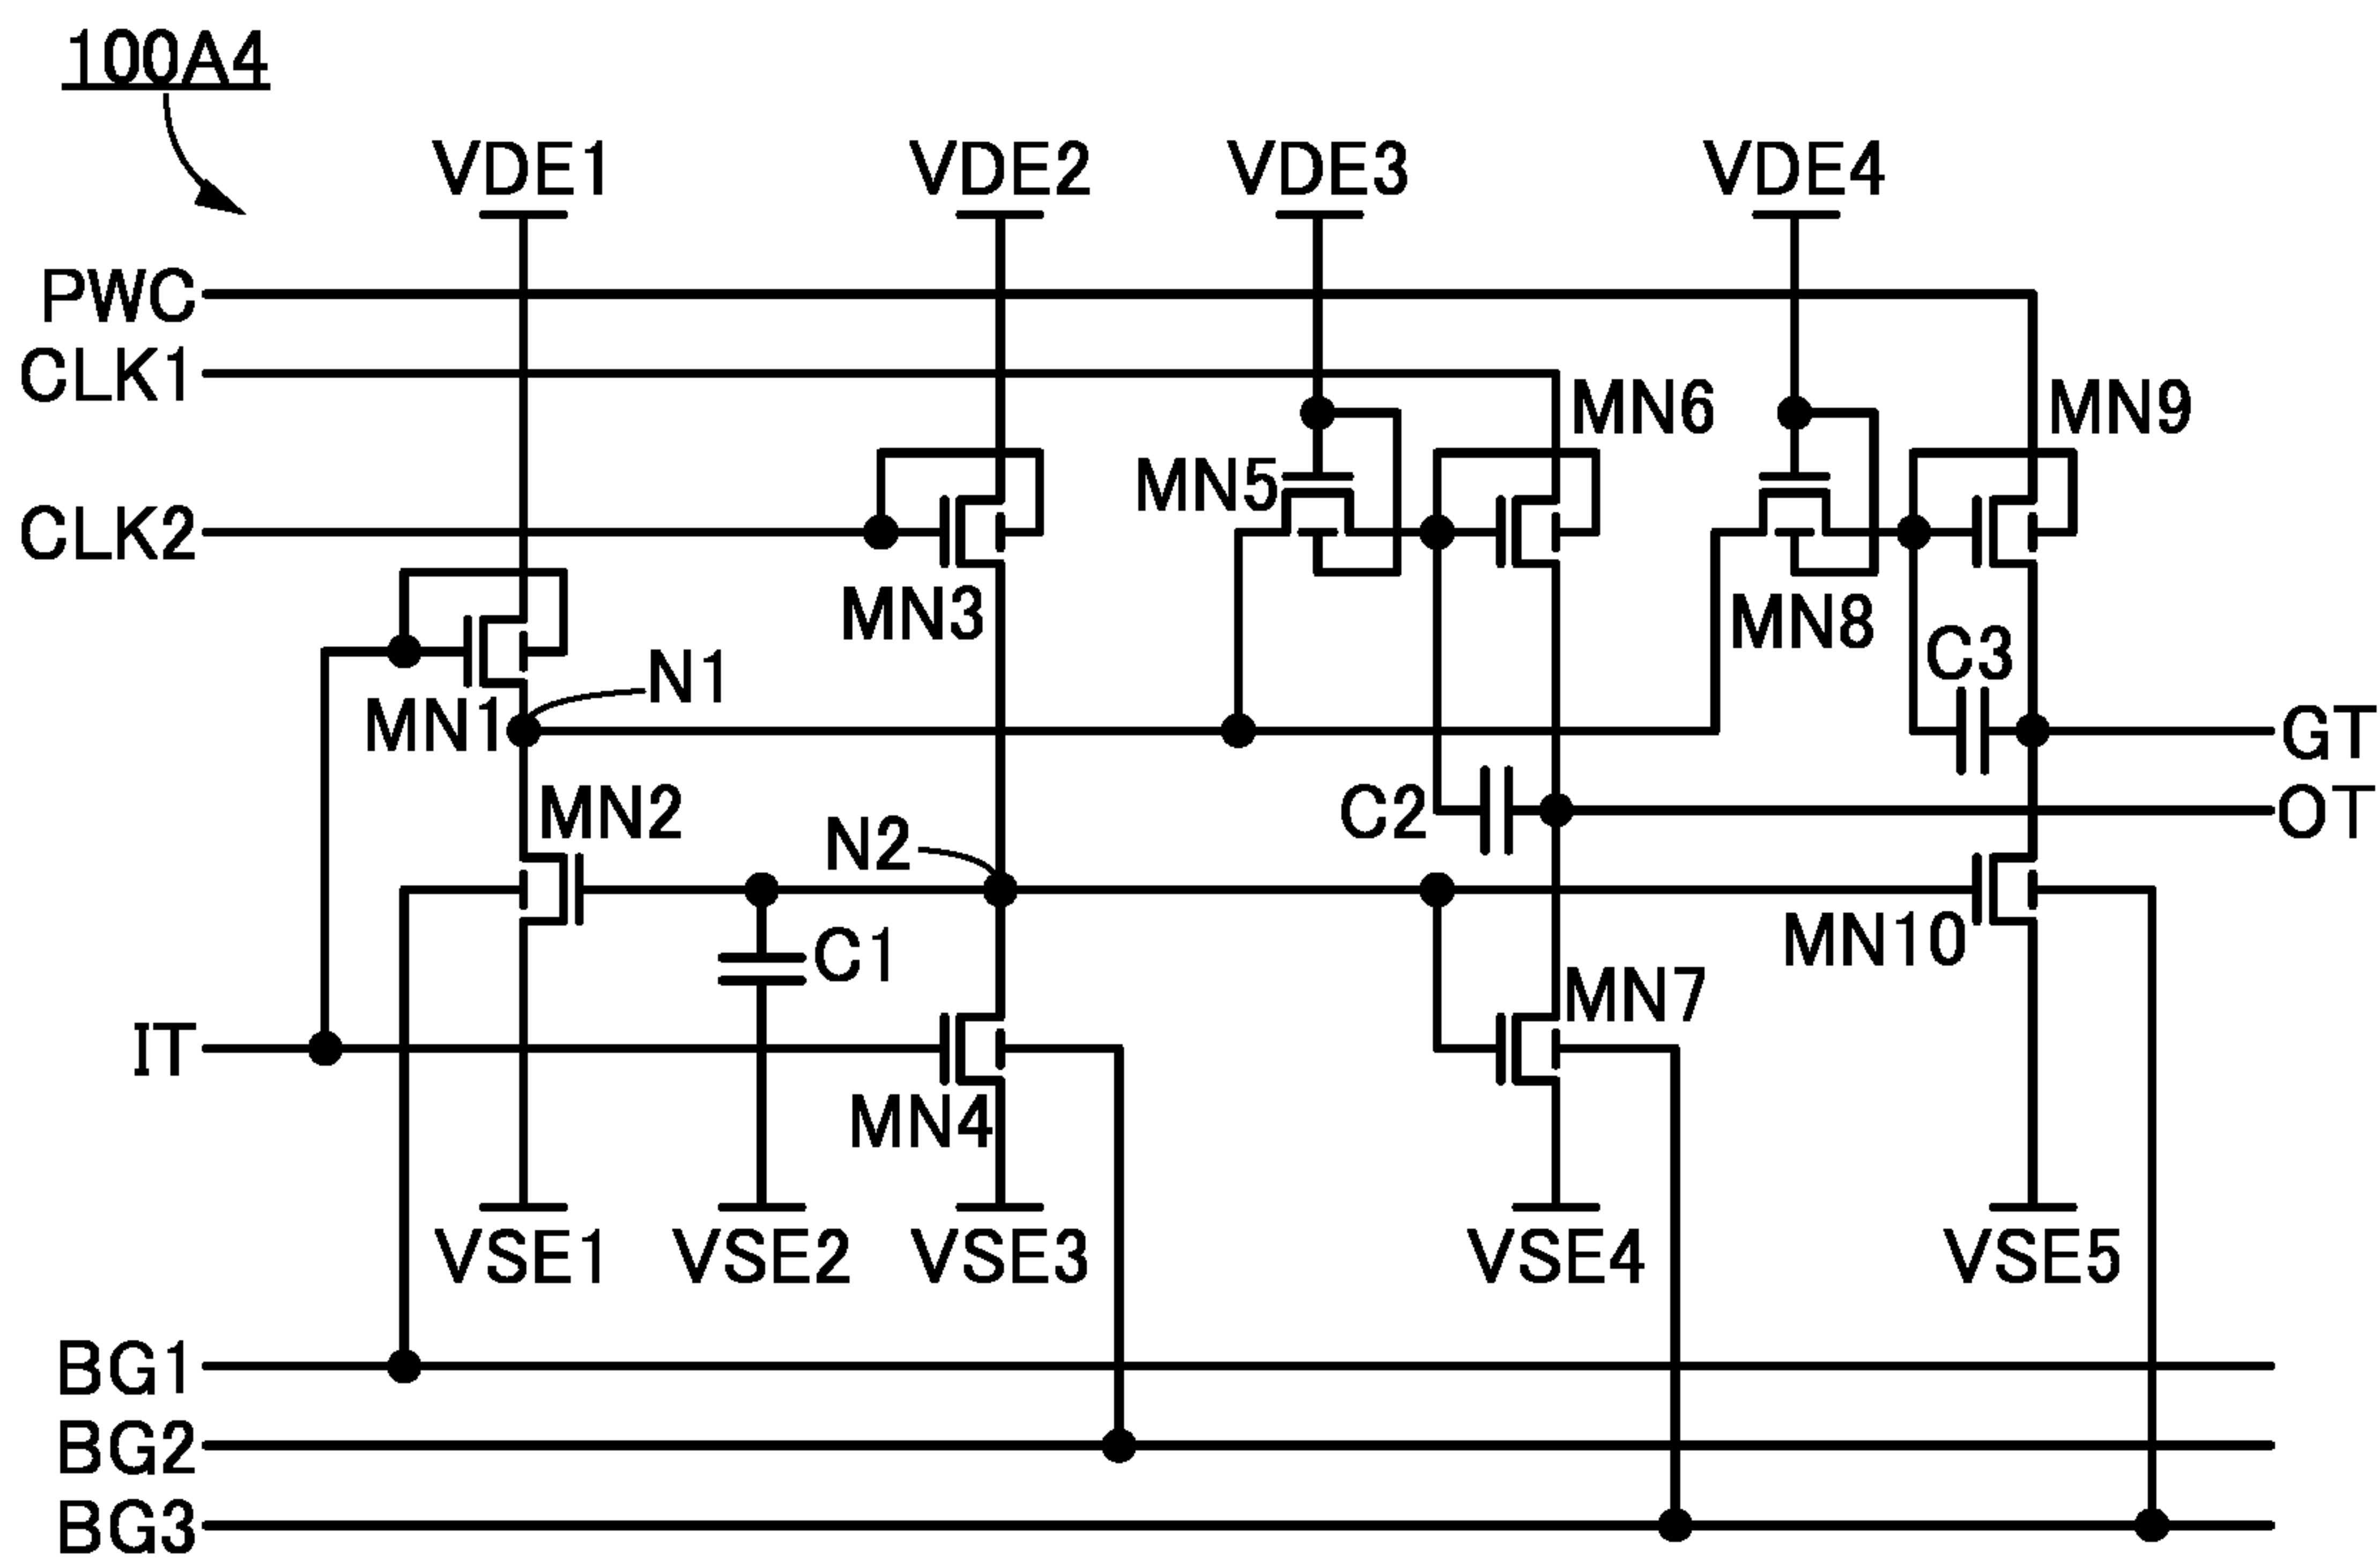 100A4
VDE1 VDE2 VDE3 VDE4
PWC
CLK1
MN6 MN9
MN5
CLK2
MN3 MN8
C3
N1
MN1
GT
MN2 C2 OT
N2
C1 MN10
MN7
IT
MN4
VSE1 VSE2 VSE3 VSE4 VSE5
BG1
BG2
BG3